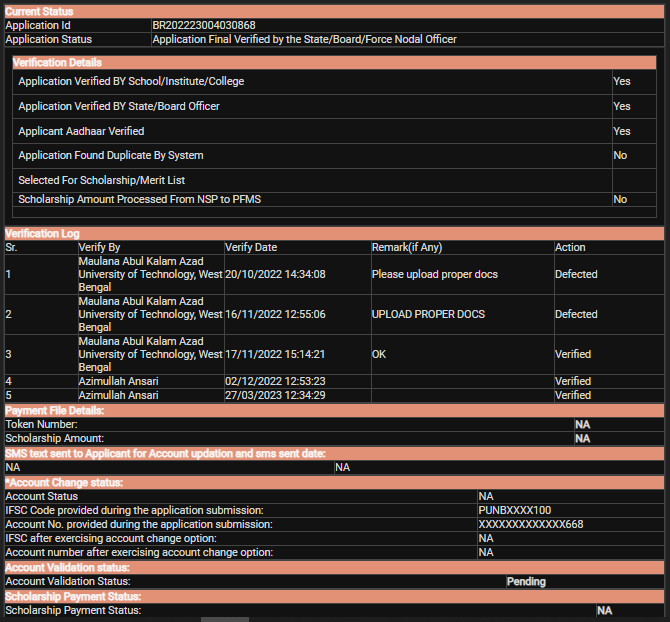 Current Status
Application Id BR202223004030868
Application Status Application Final Verified by the State/Board/Force Nodal Officer
Verification Details
Application Verified BY School/Institute/College Yes
Application Verified BY State/Board Officer Yes
Applicant Aadhaar Verified Yes
Application Found Duplicate By System No
Selected For Scholarship/Merit List
Scholarship Amount Processed From NSP to PFMS No
Verification Log
Sr. Verify By Verify Date Remark(if Any) Action
Maulana Abul Kalam Azad
1 University of Technology, West 20/10/2022 14:34:08 Please upload proper docs Defected
Bengal
Maulana Abul Kalam Azad
2 University of Technology, West 16/11/2022 12:55:06 UPLOAD PROPER DOCS Defected
Bengal
Maulana Abul Kalam Azad
3 University of Technology, West 17/11/2022 15:14:21 OK Verified
Bengal
4 Azimullah Ansari 02/12/2022 12:53:23 Verified
5 Azimullah Ansari 27/03/2023 12:34:29 Verified
Payment File Details:
Token Number: NA
Scholarship Amount: NA
SMS text sent to Applicant for Account updation and sms sent date:
NA NA
*Account Change status:
Account Status NA
IFSC Code provided during the application submission: PUNBXXXX100
Account No. provided during the application submission: XXXXXXXXXXXXX668
IFSC after exercising account change option: NA
Account number after exercising account change option: NA
Account Validation status:
Account Validation Status: Pending
Scholarship Payment Status:
Scholarship Payment Status: NA